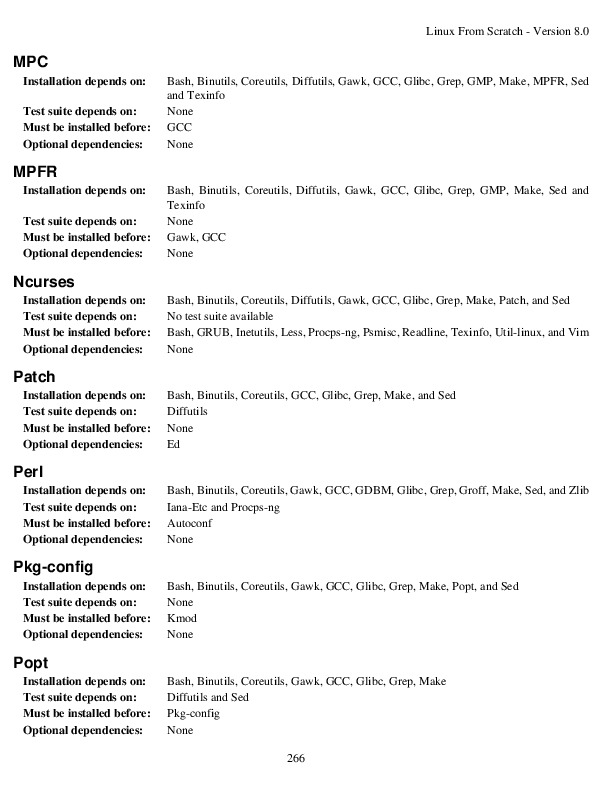 Linux From Scratch - Version 8.0
MPC
Installation depends on: Bash, Binutils, Coreutils, Diffutils, Gawk, GCC, Glibc, Grep, GMP, Make, MPFR, Sed
and Texinfo
Test suite depends on: None
Must be installed before: GCC
Optional dependencies: None
MPFR
Installation depends on: Bash, Binutils, Coreutils, Diffutils, Gawk, GCC, Glibc, Grep, GMP, Make, Sed and
Texinfo
Test suite depends on: None
Must be installed before: Gawk, GCC
Optional dependencies: None
Ncurses
Installation depends on: Bash, Binutils, Coreutils, Diffutils, Gawk, GCC, Glibc, Grep, Make, Patch, and Sed
Test suite depends on: No test suite available
Must be installed before: Bash, GRUB, Inetutils, Less, Procps-ng, Psmisc, Readline, Texinfo, Util-linux, and Vim
Optional dependencies: None
Patch
Installation depends on: Bash, Binutils, Coreutils, GCC, Glibc, Grep, Make, and Sed
Test suite depends on: Diffutils
Must be installed before: None
Optional dependencies: Ed
Perl
Installation depends on: Bash, Binutils, Coreutils, Gawk, GCC, GDBM, Glibc, Grep, Groff, Make, Sed, and Zlib
Test suite depends on: Iana-Etc and Procps-ng
Must be installed before: Autoconf
Optional dependencies: None
Pkg-config
Installation depends on: Bash, Binutils, Coreutils, Gawk, GCC, Glibc, Grep, Make, Popt, and Sed
Test suite depends on: None
Must be installed before: Kmod
Optional dependencies: None
Popt
Installation depends on: Bash, Binutils, Coreutils, Gawk, GCC, Glibc, Grep, Make
Test suite depends on: Diffutils and Sed
Must be installed before: Pkg-config
Optional dependencies: None
266